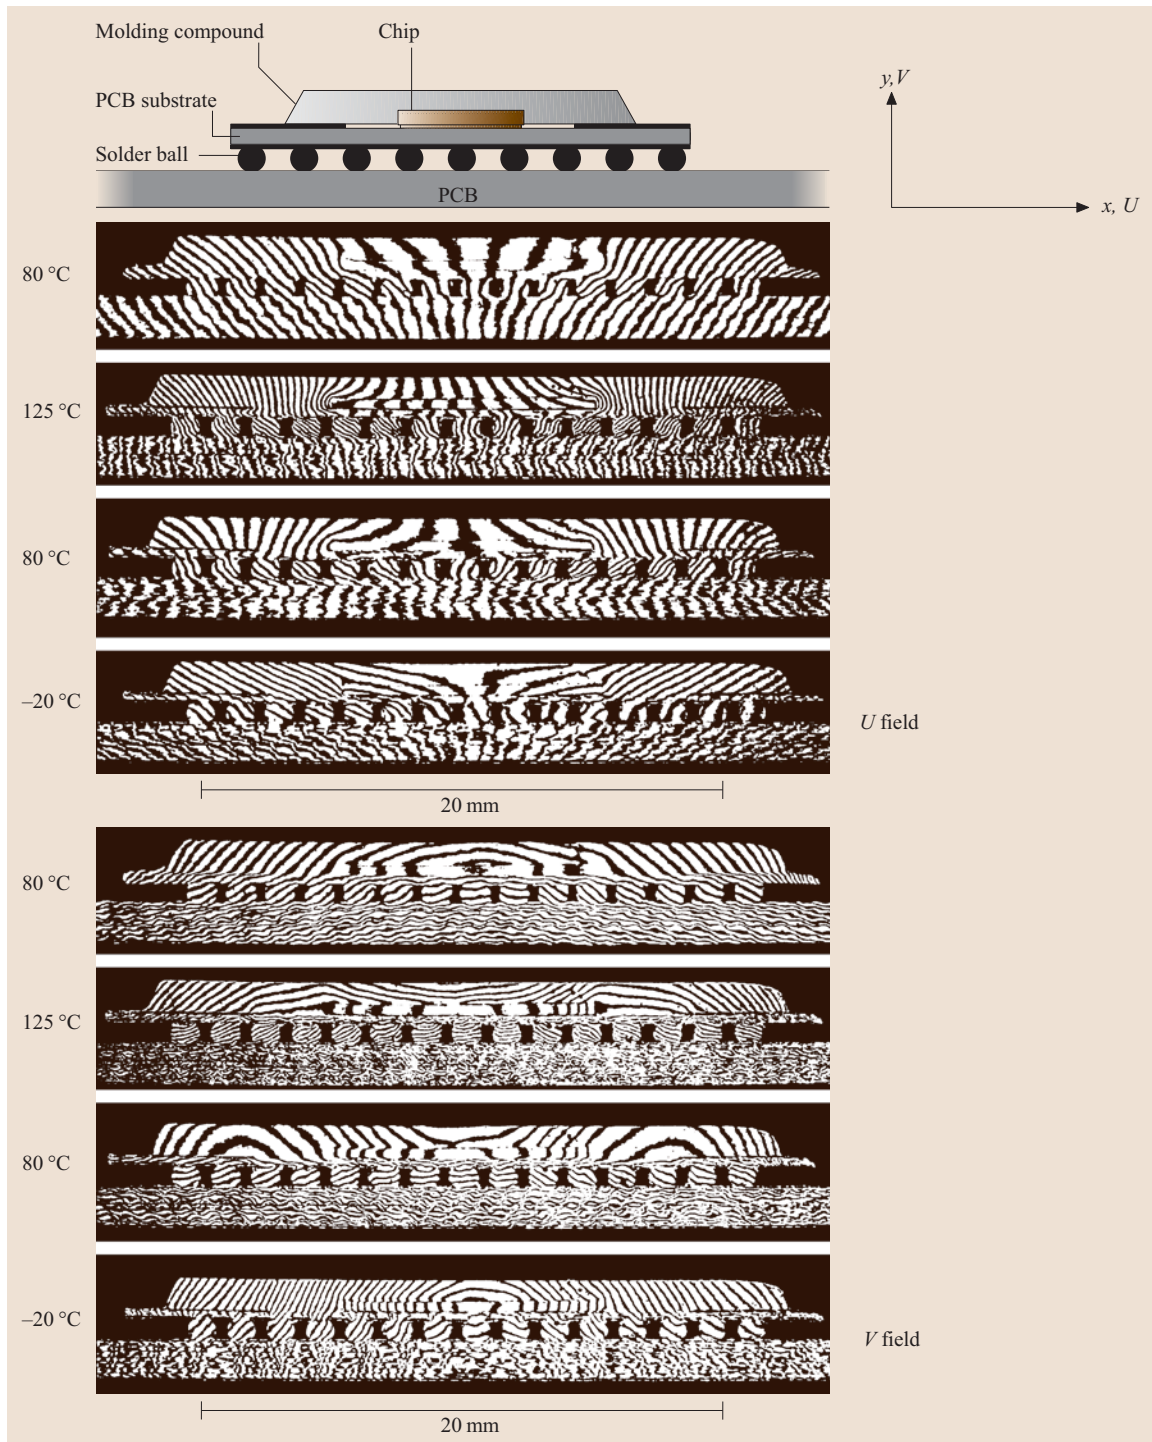 Molding compound
Chip
PCB substrate
Solder ball
PCB
y, V
x, U
80 °C
125 °C
80 °C
–20 °C
U field
20 mm
80 °C
125 °C
80 °C
–20 °C
V field
20 mm